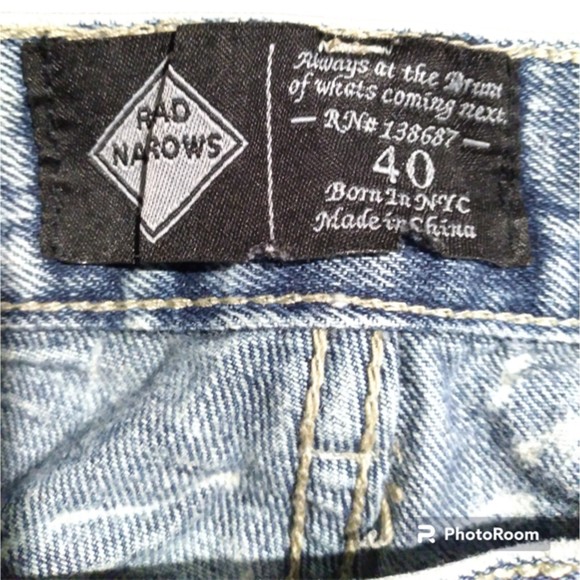 RAD
NAROWS
Always at the Brink
of whats coming next.
RN# 138687
40
Born In NYC
Made in China
PhotoRoom